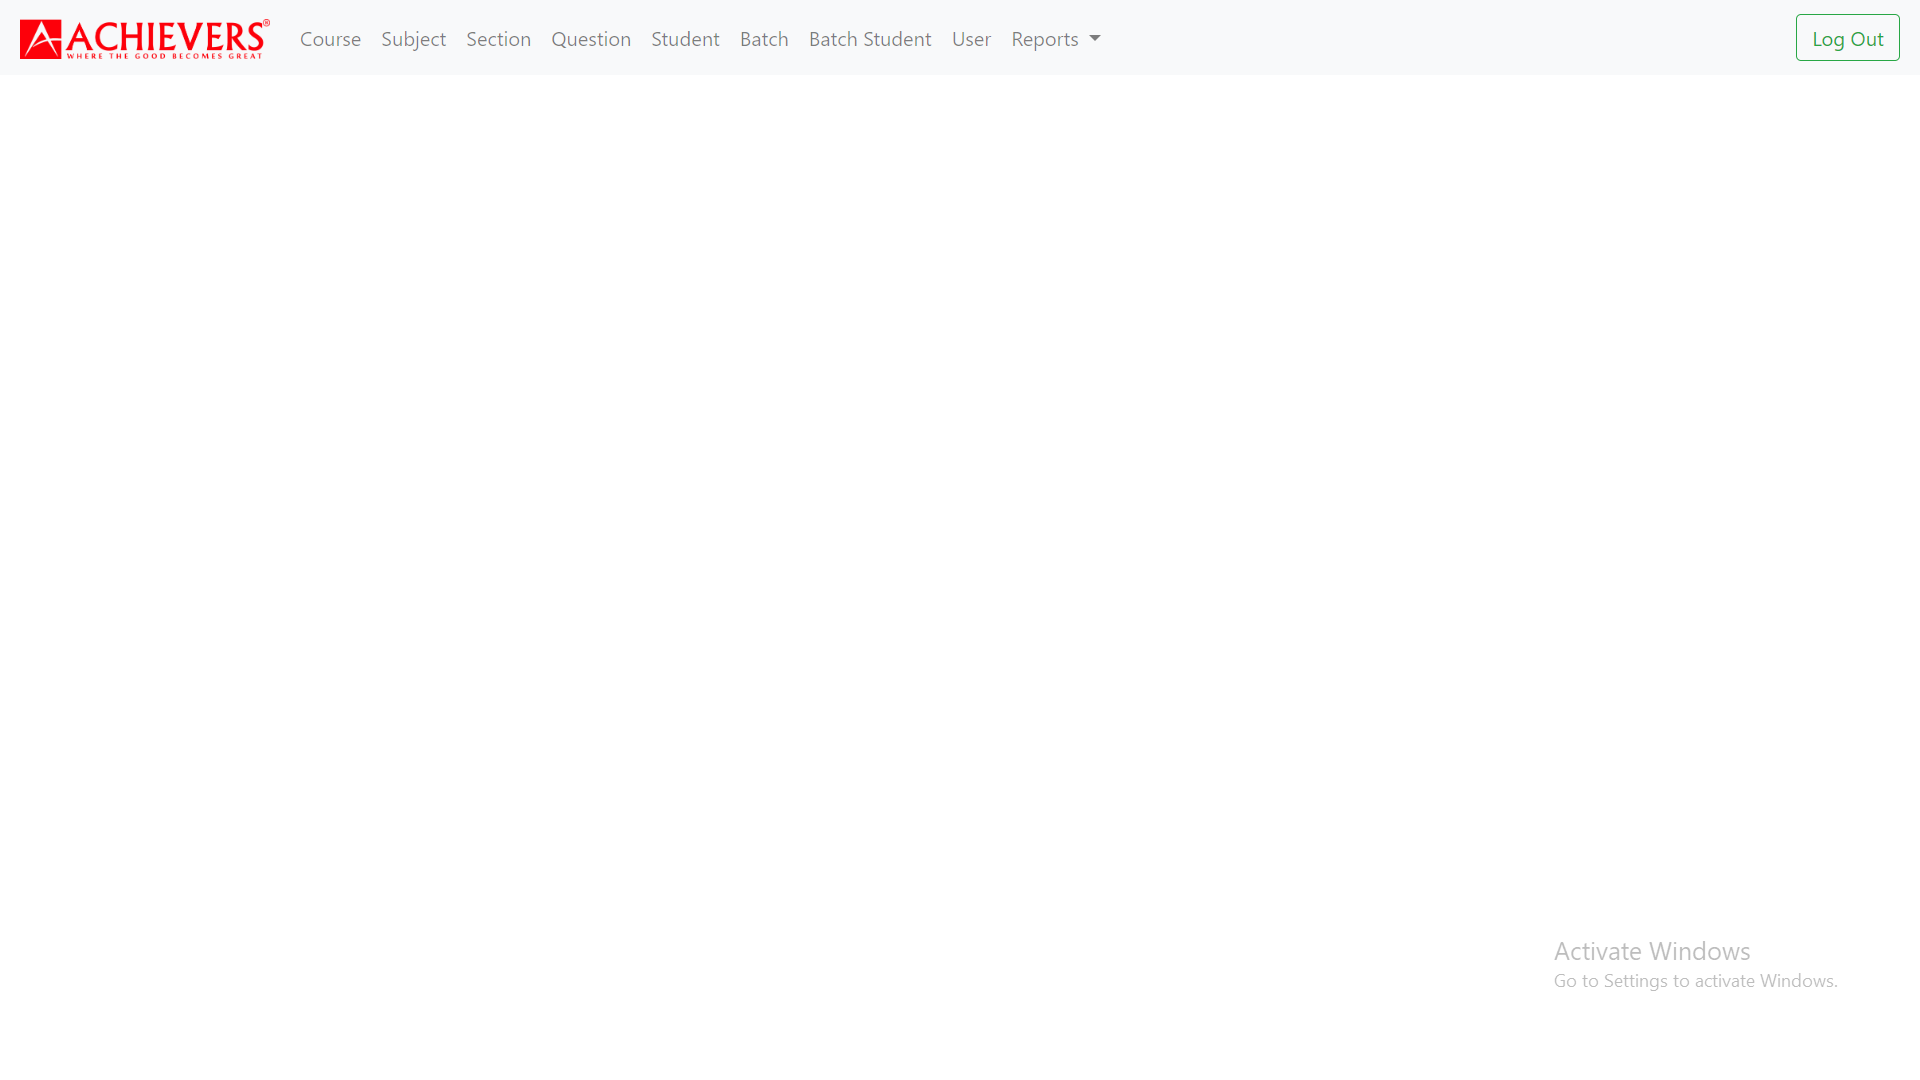 ACHIEVERS®
WHERE THE GOOD BECOMES GREAT
Course Subject Section Question Student Batch Batch Student User Reports
Log Out
Activate Windows
Go to Settings to activate Windows.